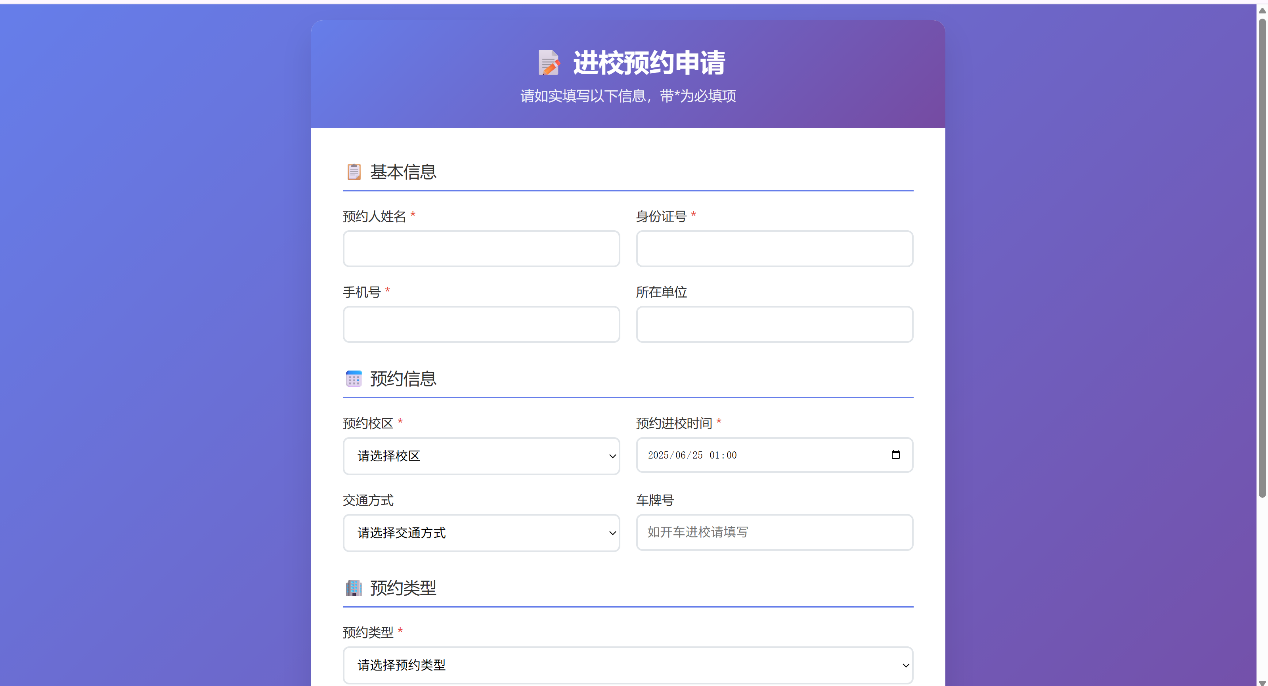 进校预约申请
请如实填写以下信息，带*为必填项
基本信息
预约人姓名 *
身份证号 *
手机号 *
所在单位
预约信息
预约校区 *
预约进校时间 *
请选择校区
2025/06/25 01:00
交通方式
车牌号
请选择交通方式
如开车进校请填写
预约类型
预约类型 *
请选择预约类型